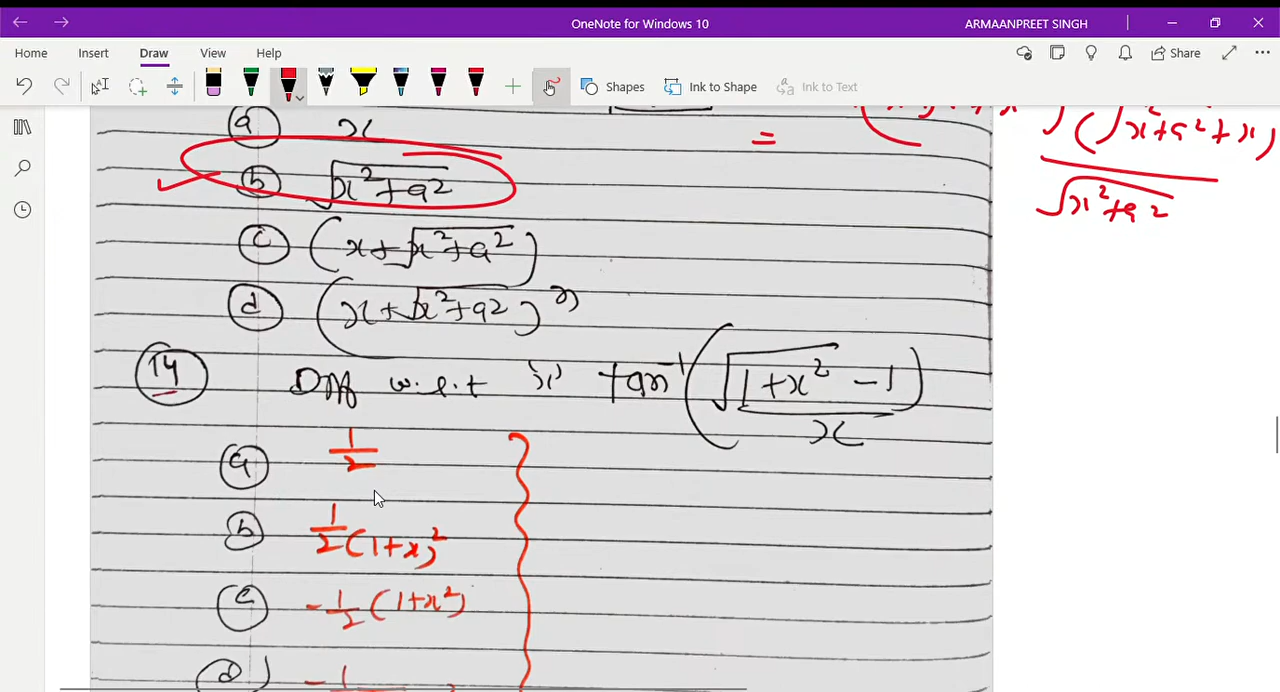 OneNote for Windows 10
ARMAANPREET SINGH
Home Insert Draw View Help
Share
Shapes Ink to Shape Ink to Text
(a) x
=
(√x²+a²+x)
√x²+a²
(b) √x²+a²
(c) (x+√x²+a²)
(d) (x+√x²+a²)ⁿ
(14) Diff w.r.t 'x' tan⁻¹(√1+x² -1 / x)
(a) 1/2
(b) 1/2 (1+x)²
(c) -1/2 (1+x²)
(d) -1